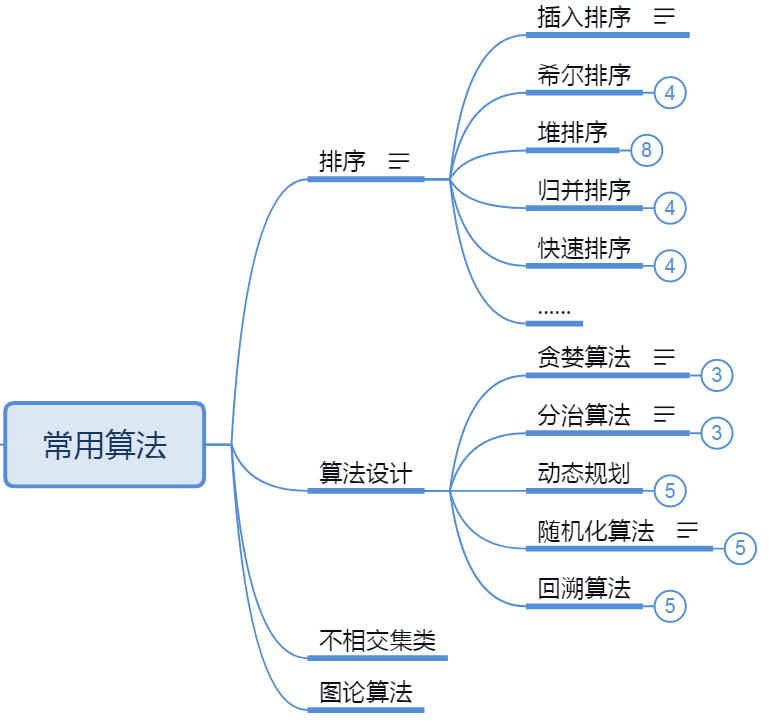 插入排序
希尔排序 4
堆排序 8
排序
归并排序 4
快速排序 4
......
贪婪算法 3
分治算法 3
常用算法
算法设计
动态规划 5
随机化算法 5
回溯算法 5
不相交集类
图论算法